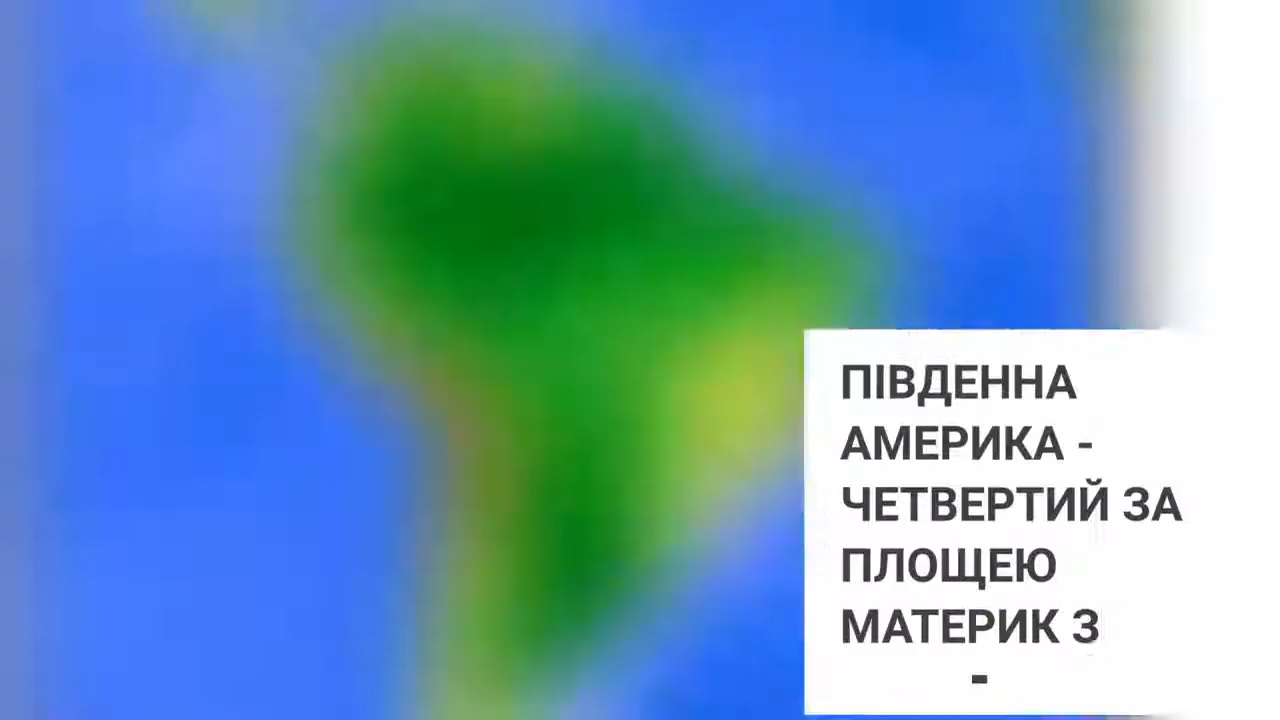 ПІВДЕННА
АМЕРИКА -
ЧЕТВЕРТИЙ ЗА
ПЛОЩЕЮ
МАТЕРИК З
-